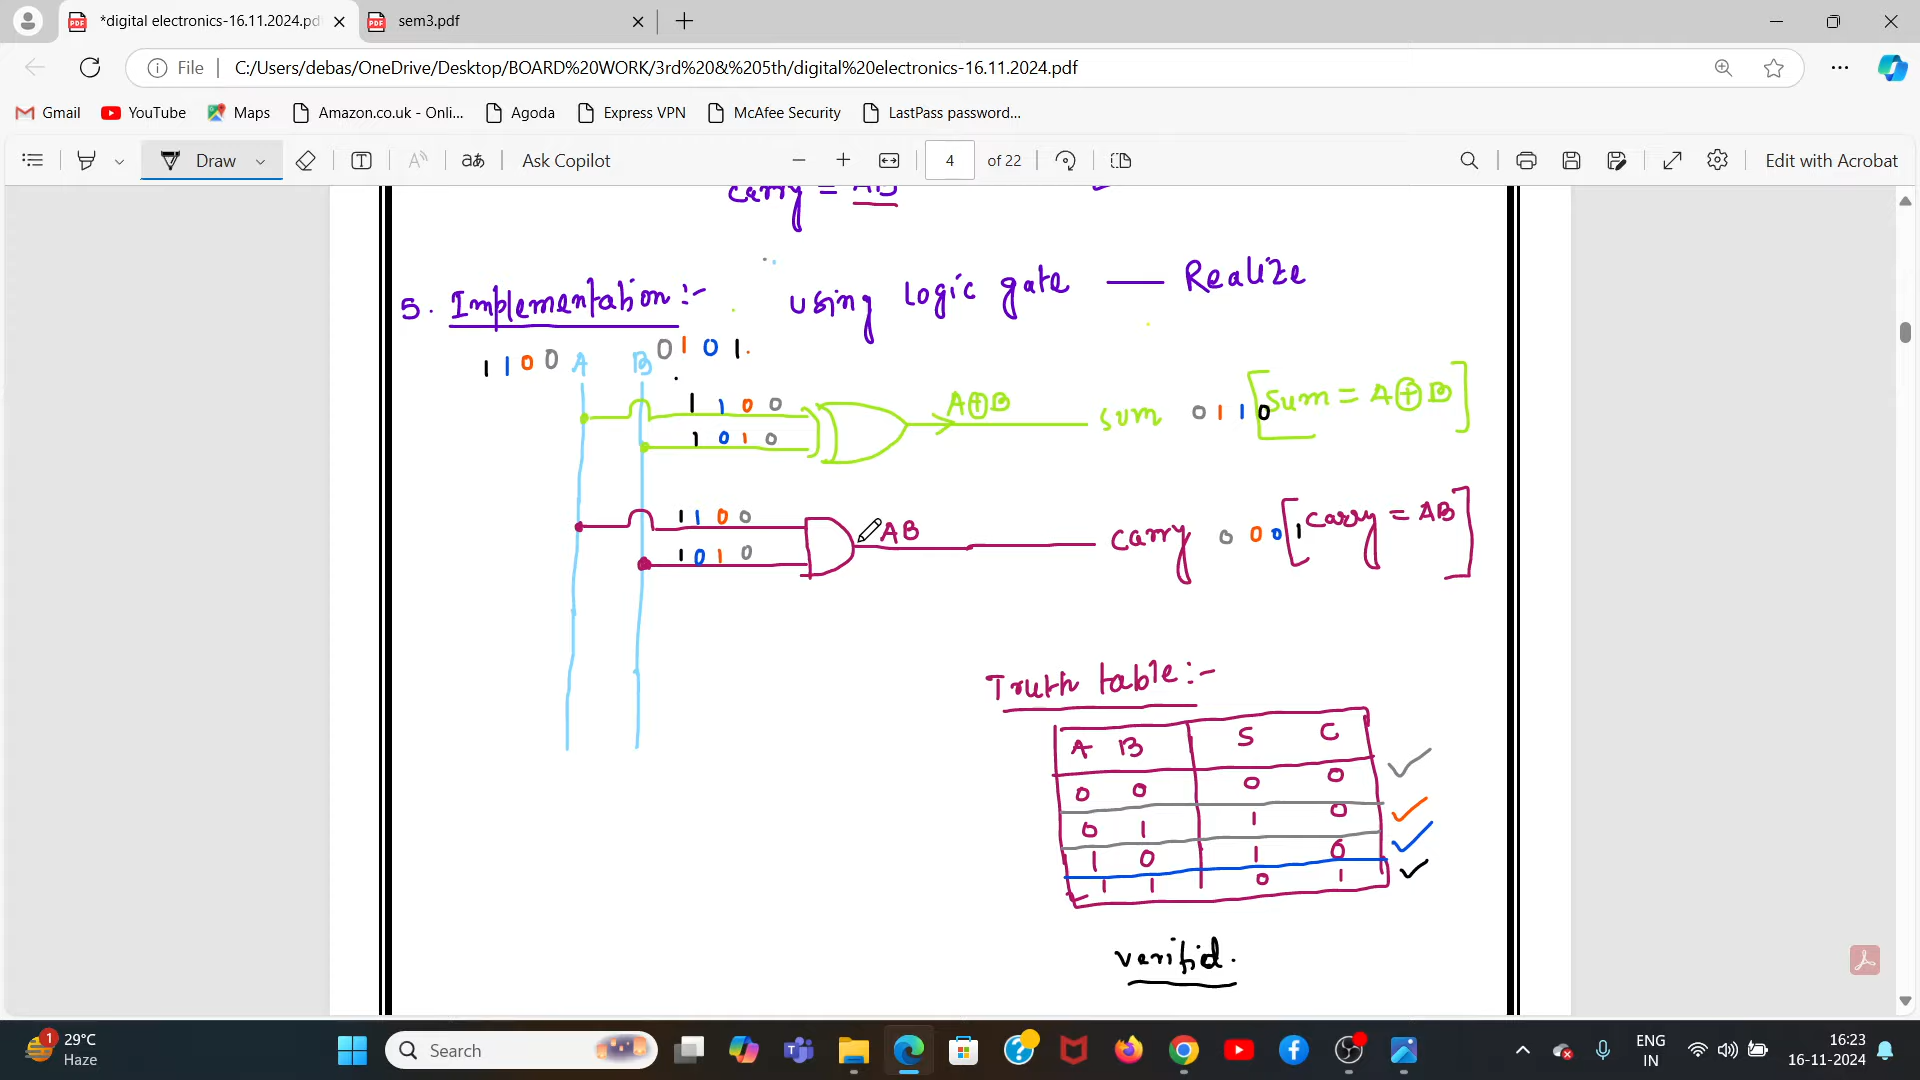 *digital electronics-16.11.2024.pd
sem3.pdf
File
C:/Users/debas/OneDrive/Desktop/BOARD%20WORK/3rd%20&%205th/digital%20electronics-16.11.2024.pdf
Gmail YouTube Maps Amazon.co.uk - Onli... Agoda Express VPN McAfee Security LastPass password...
Draw T A aあ Ask Copilot 4 of 22 Edit with Acrobat
carry = AB
5. Implementation :- using logic gate — Realize
1 1 0 0 A B 0 1 0 1
1 1 0 0 A⊕B sum 0 1 1 0 [Sum = A⊕B]
1 0 1 0
1 1 0 0 AB carry 0 0 0 1 [carry = AB]
1 0 1 0
Truth table :-
A B S C
0 0 0 0
0 1 1 0
1 0 1 0
1 1 0 1
verifid.
1 29°C
Haze
Search
ENG
IN
16:23
16-11-2024